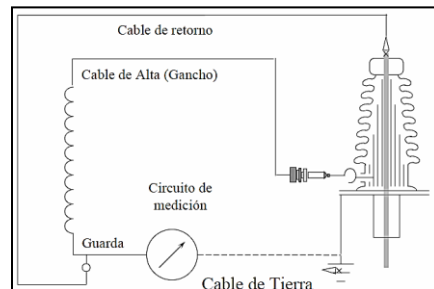 Cable de retorno
Cable de Alta (Gancho)
Circuito de
medición
Guarda
Cable de Tierra